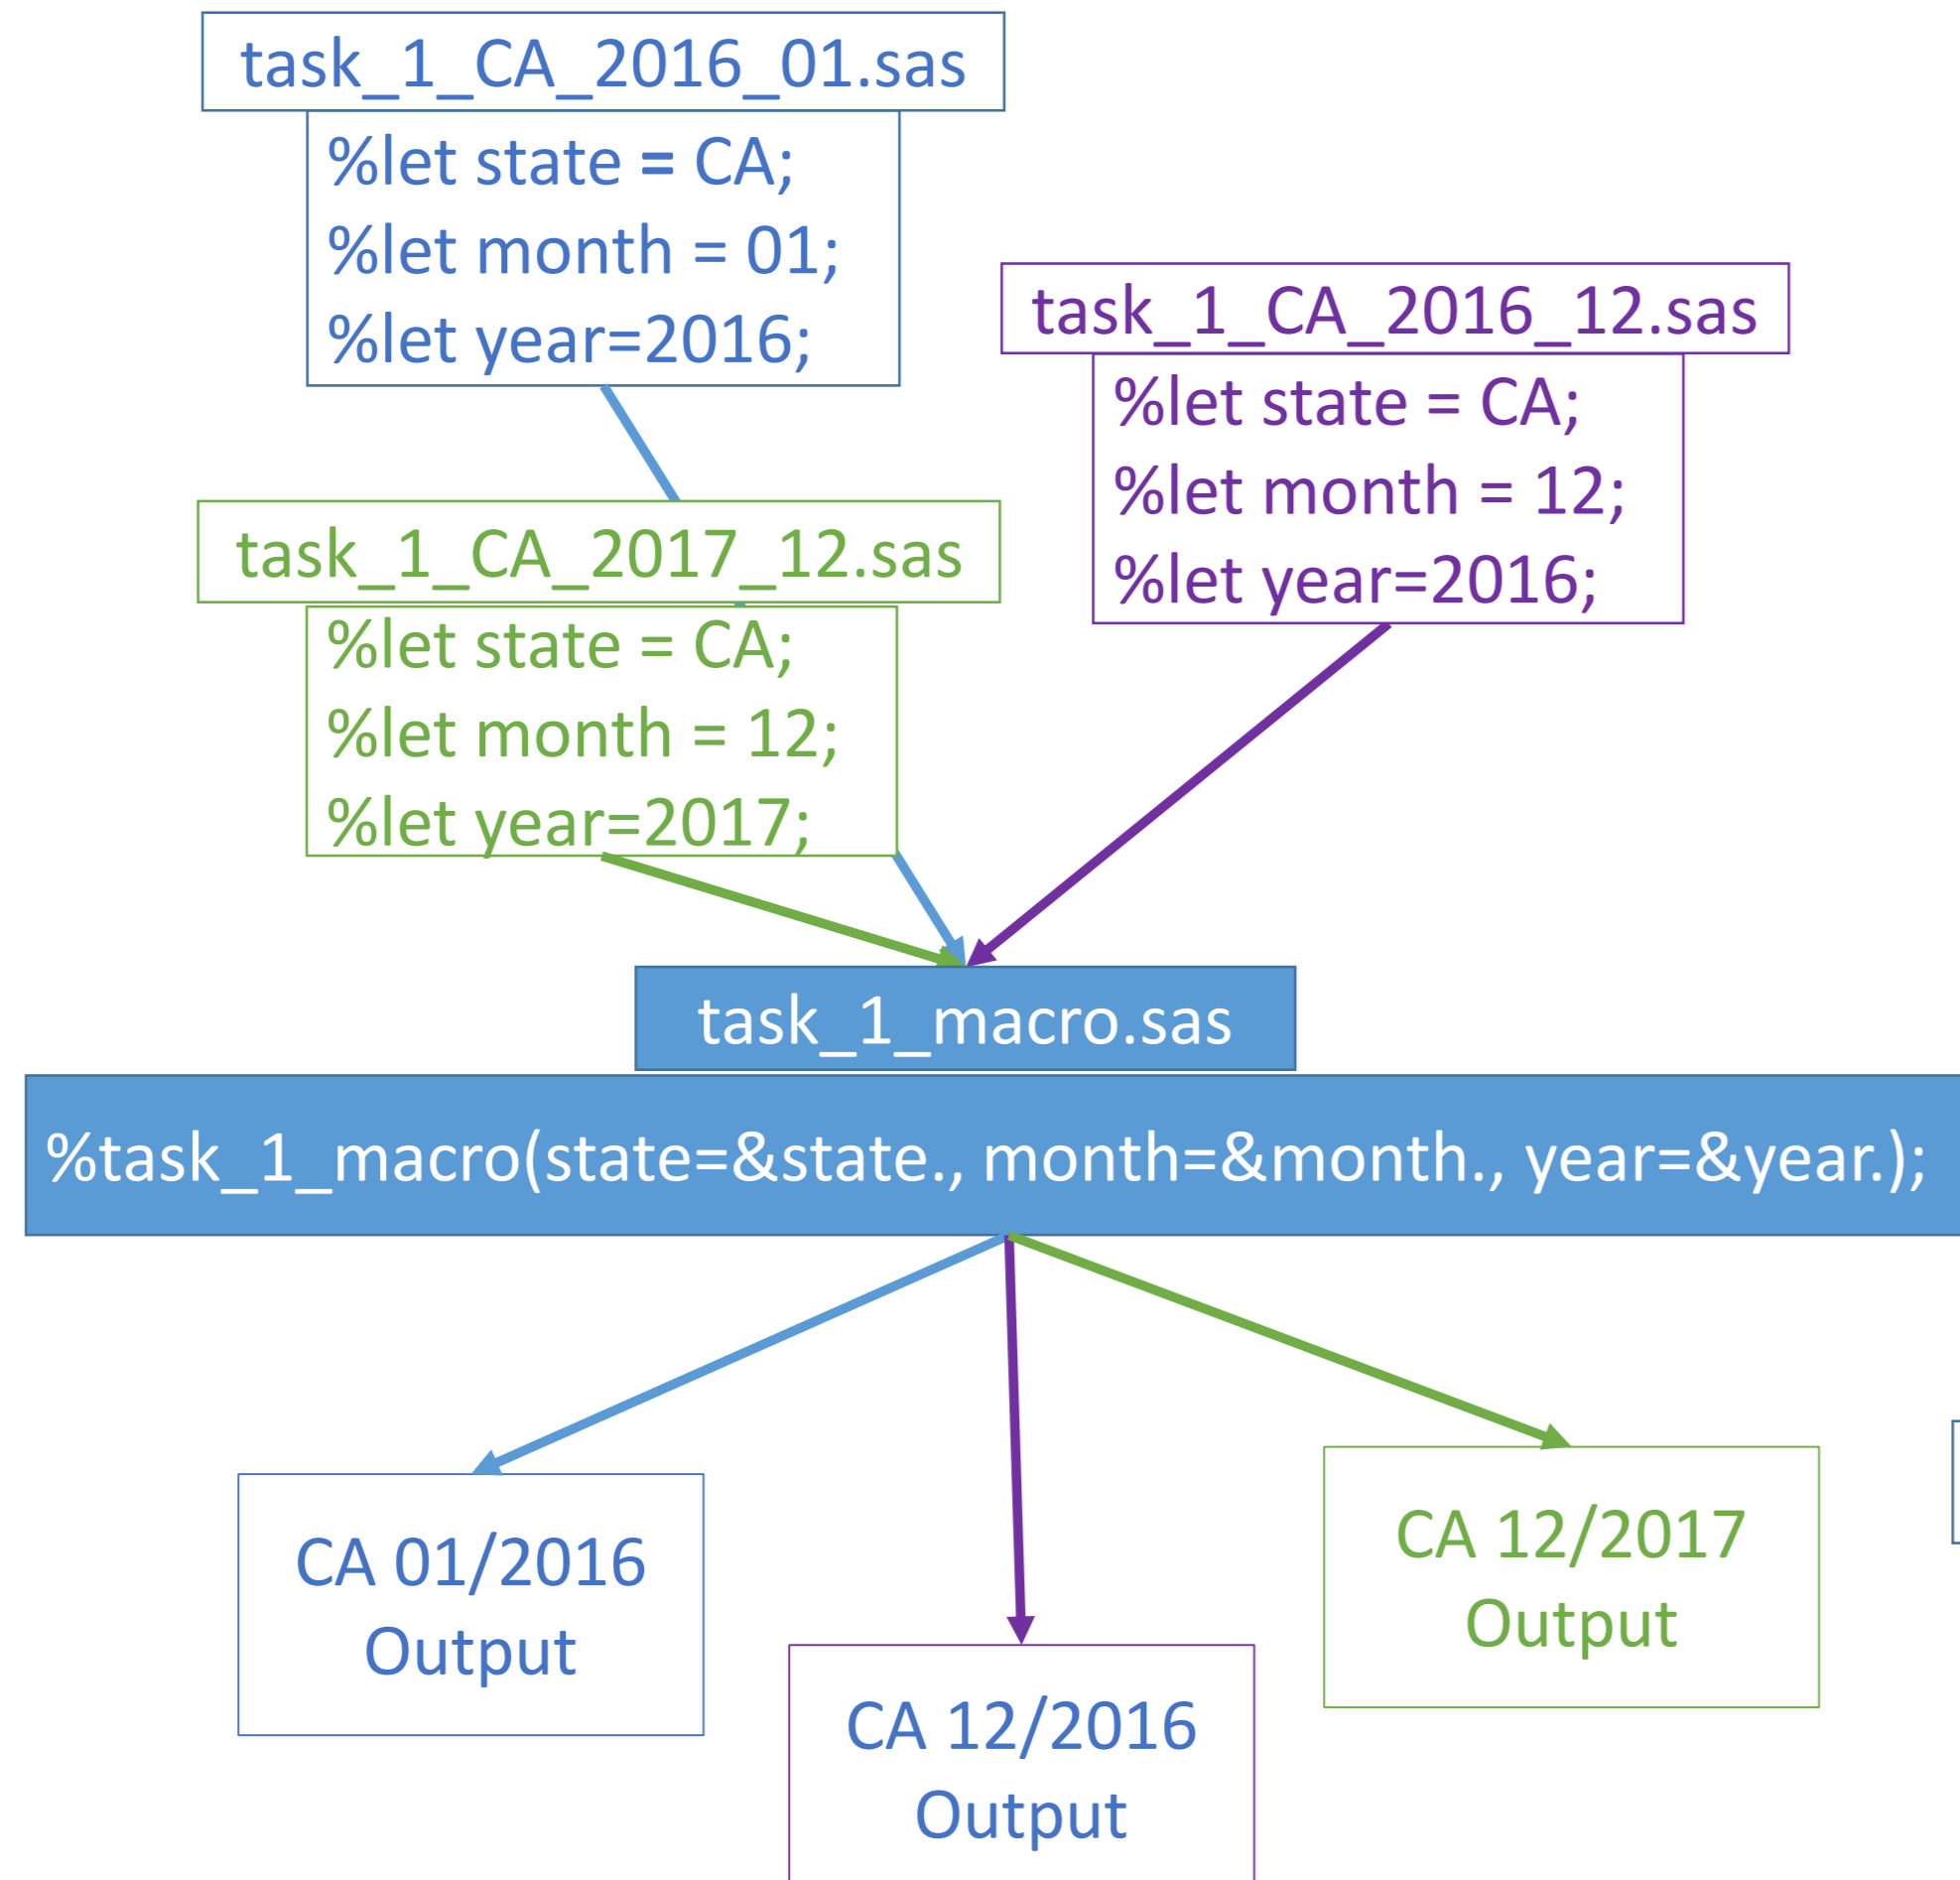 task_1_CA_2016_01.sas
%let state = CA;
%let month = 01;
%let year=2016;
task_1_CA_2016_12.sas
%let state = CA;
%let month = 12;
%let year=2016;
task_1_CA_2017_12.sas
%let state = CA;
%let month = 12;
%let year=2017;
task_1_macro.sas
%task_1_macro(state=&state., month=&month., year=&year.);
CA 01/2016
Output
CA 12/2016
Output
CA 12/2017
Output